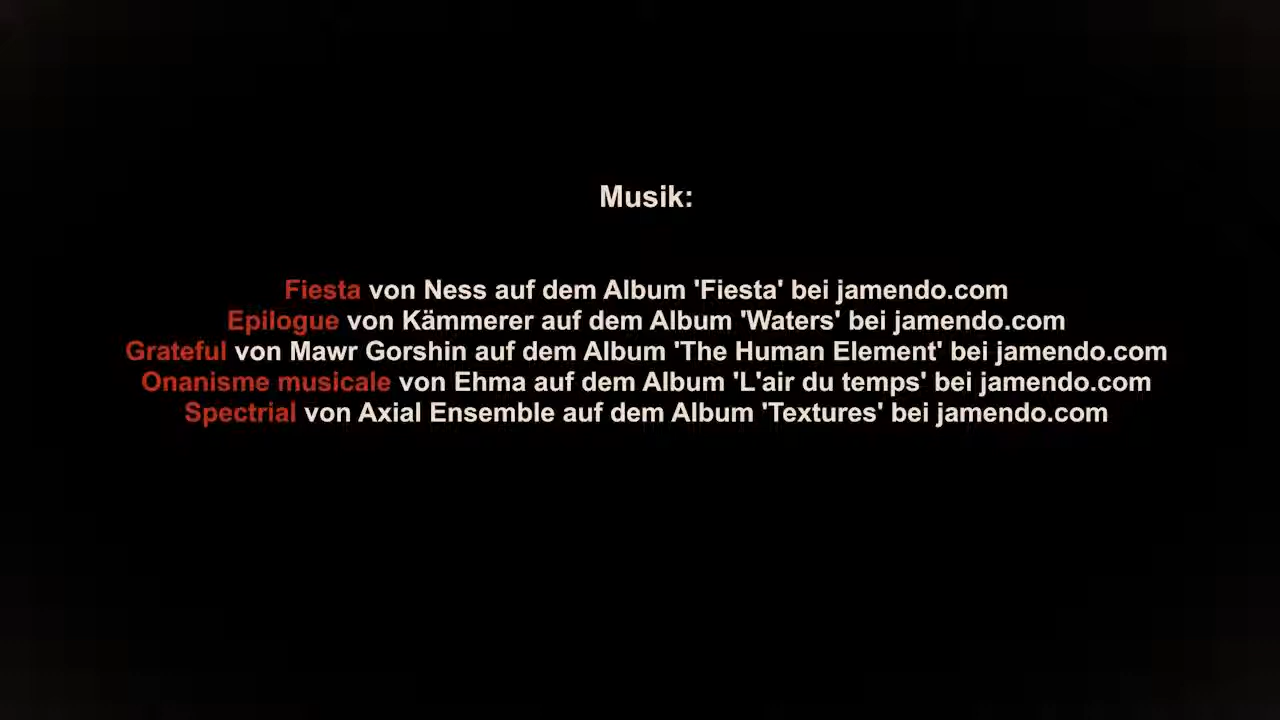 Musik:
Fiesta von Ness auf dem Album 'Fiesta' bei jamendo.com
Epilogue von Kämmerer auf dem Album 'Waters' bei jamendo.com
Grateful von Mawr Gorshin auf dem Album 'The Human Element' bei jamendo.com
Onanisme musicale von Ehma auf dem Album 'L'air du temps' bei jamendo.com
Spectrial von Axial Ensemble auf dem Album 'Textures' bei jamendo.com